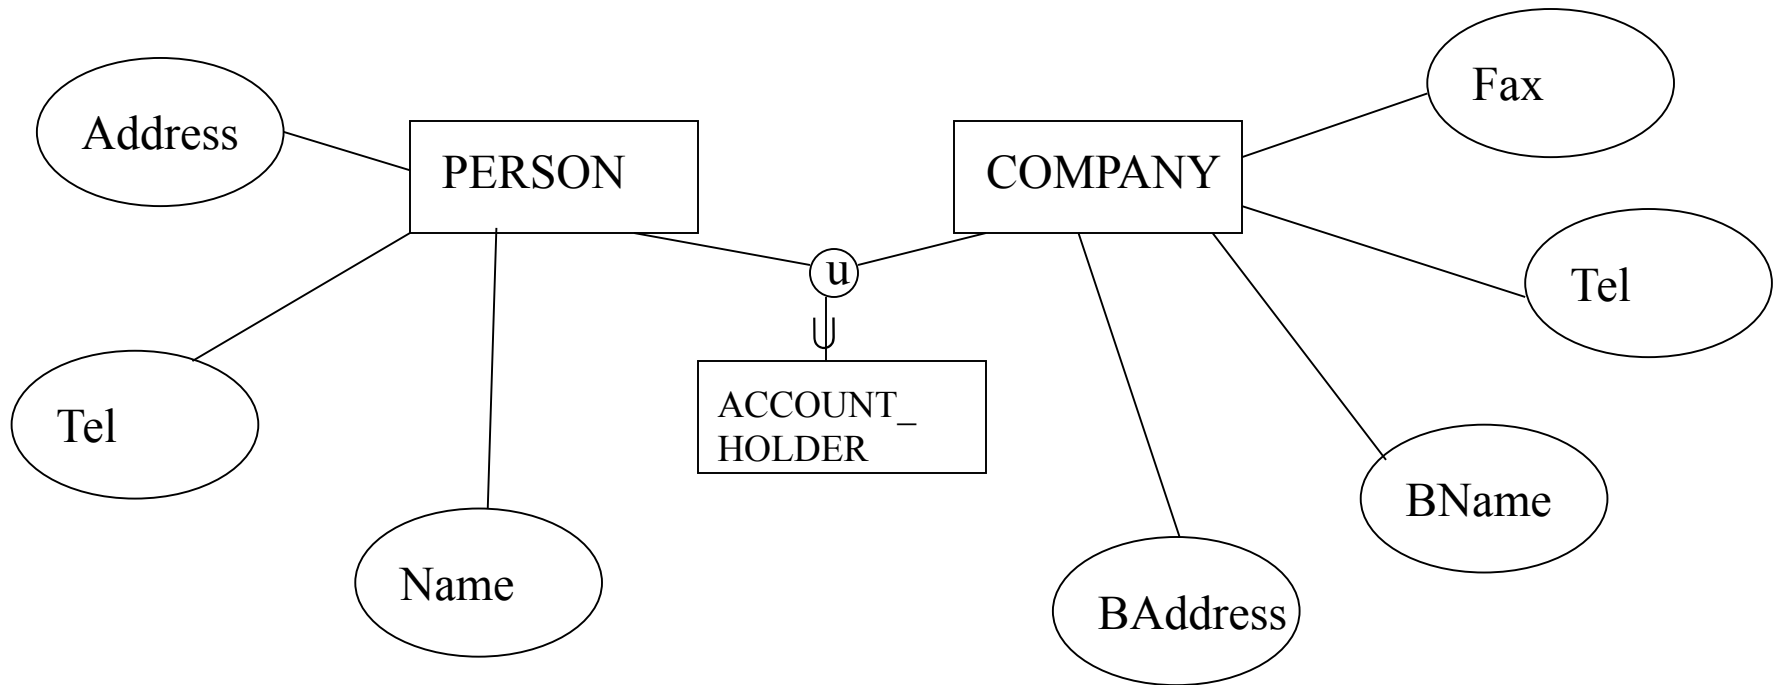 Fax
Address
PERSON
COMPANY
u
Tel
ACCOUNT_
HOLDER
Tel
BName
Name
BAddress